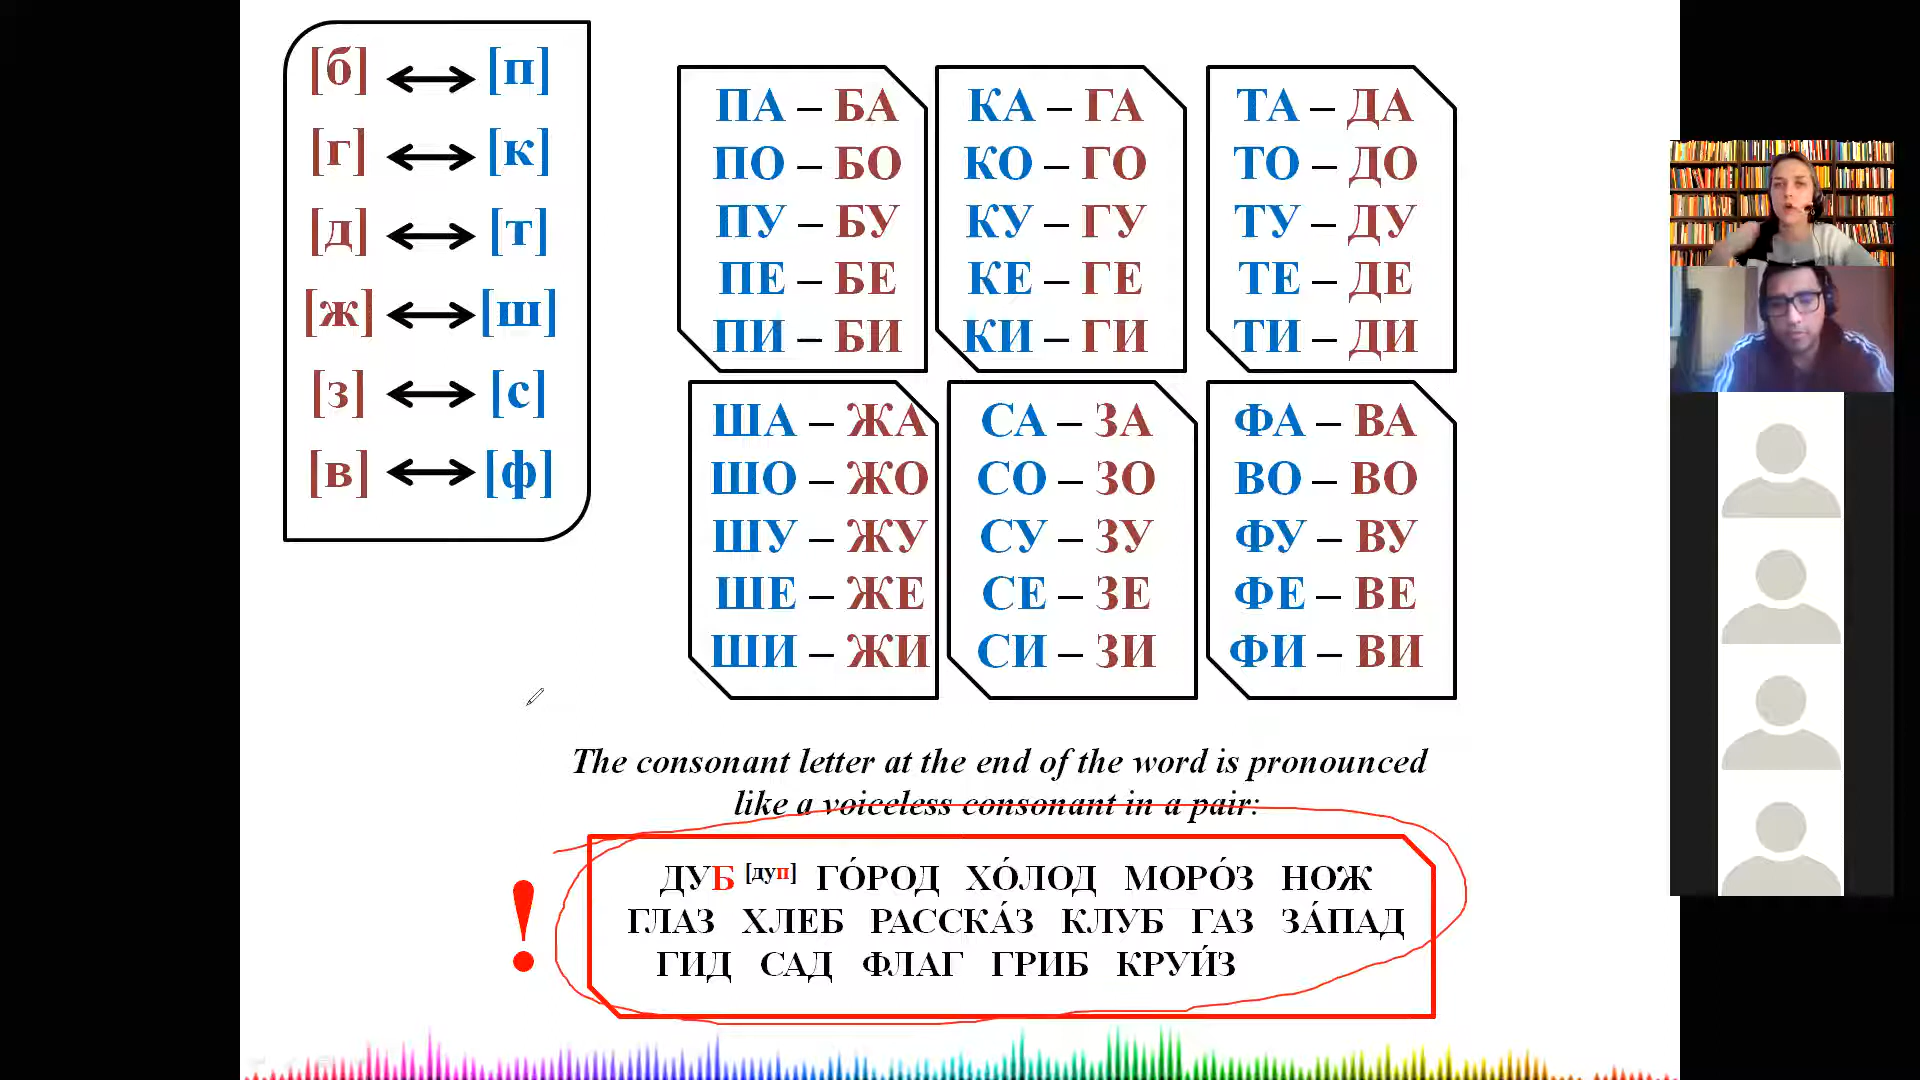 [б] [п]
[г] [к]
[д] [т]
[ж] [ш]
[з] [с]
[в] [ф]
ПА – БА
ПО – БО
ПУ – БУ
ПЕ – БЕ
ПИ – БИ
КА – ГА
КО – ГО
КУ – ГУ
КЕ – ГЕ
КИ – ГИ
ТА – ДА
ТО – ДО
ТУ – ДУ
ТЕ – ДЕ
ТИ – ДИ
ША – ЖА
ШО – ЖО
ШУ – ЖУ
ШЕ – ЖЕ
ШИ – ЖИ
СА – ЗА
СО – ЗО
СУ – ЗУ
СЕ – ЗЕ
СИ – ЗИ
ФА – ВА
ВО – ВО
ФУ – ВУ
ФЕ – ВЕ
ФИ – ВИ
The consonant letter at the end of the word is pronounced
like a voiceless consonant in a pair:
! ДУБ [дуп] ГО́РОД ХО́ЛОД МОРО́З НОЖ
ГЛАЗ ХЛЕБ РАССКА́З КЛУБ ГАЗ ЗА́ПАД
ГИД САД ФЛАГ ГРИБ КРУИ́З